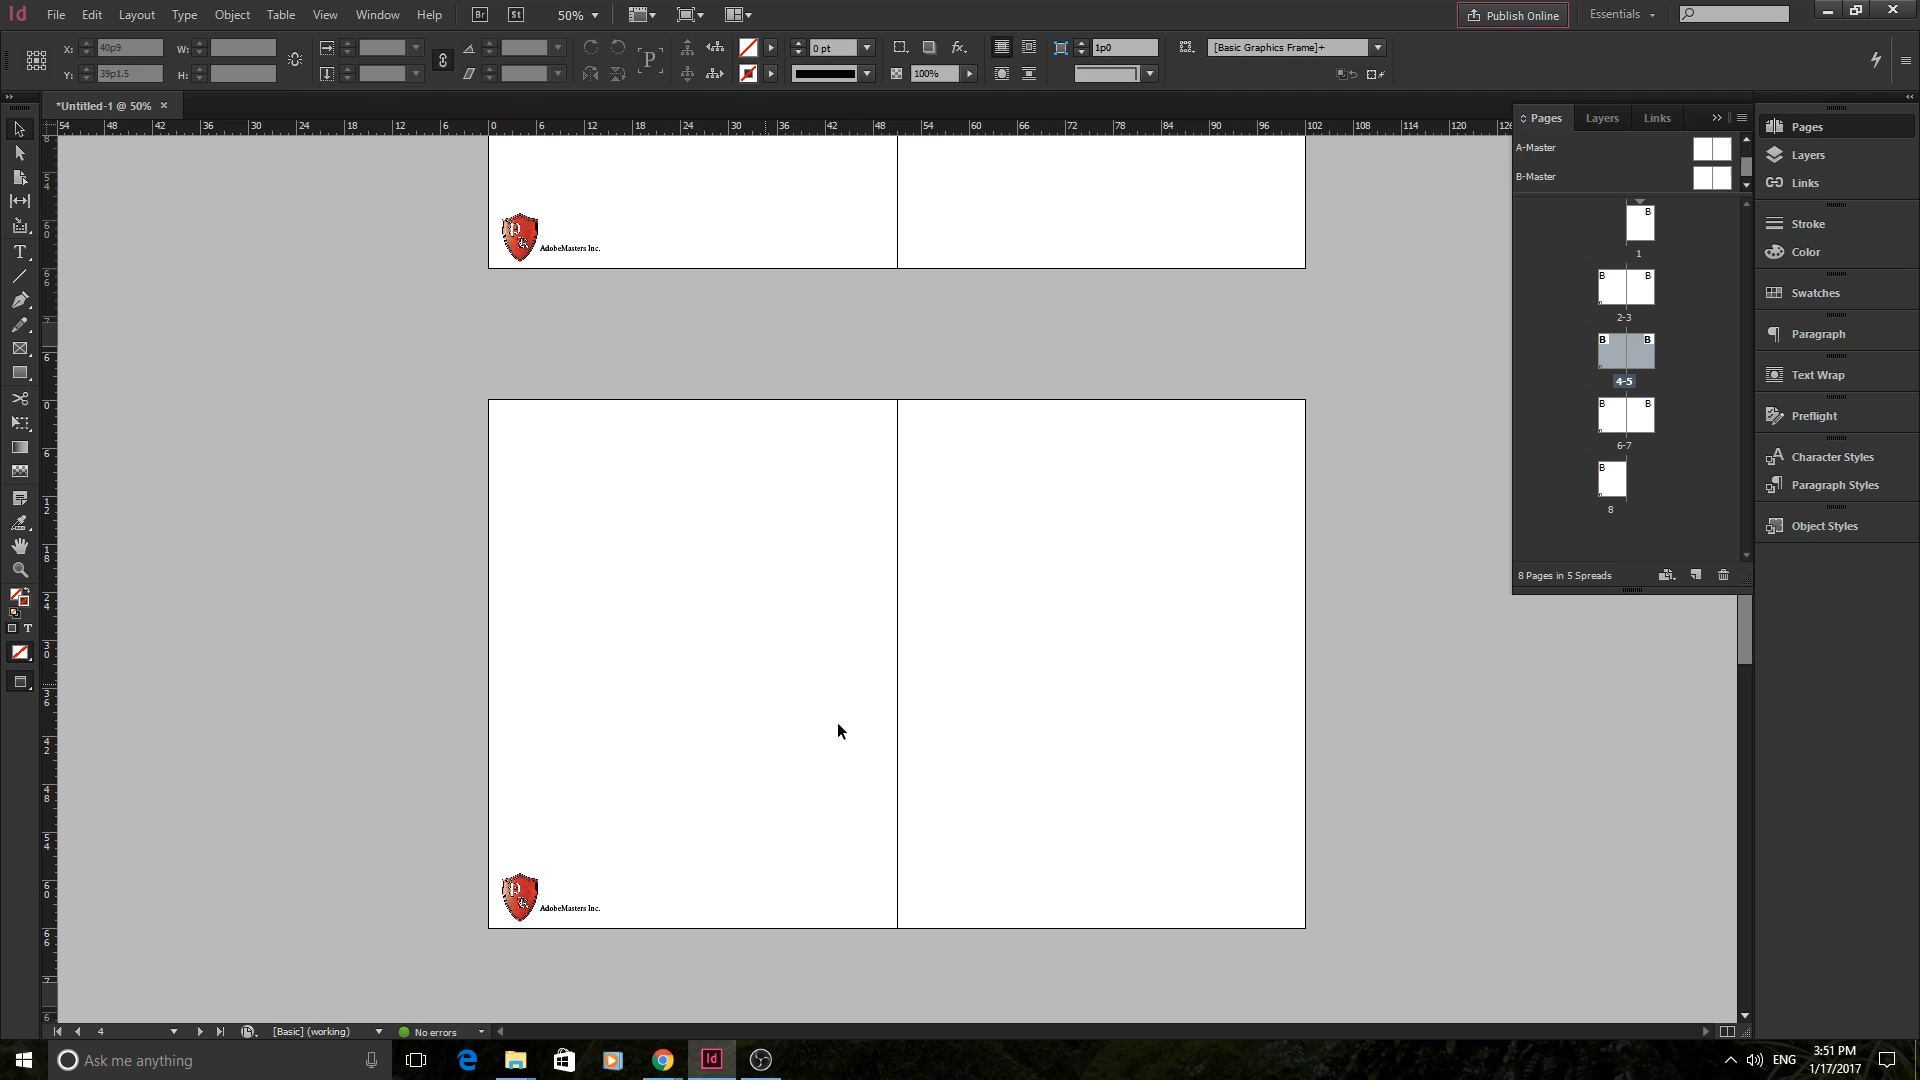 Id File Edit Layout Type Object Table View Window Help Br St 50% Publish Online Essentials
X: 40p9 W: 0 pt fx. 1p0 [Basic Graphics Frame]+
Y: 39p1.5 H: P 100%
*Untitled-1 @ 50% ×
54 48 42 36 30 24 18 12 6 0 6 12 18 24 30 36 42 48 54 60 66 72 78 84 90 96 102 108 114 120 126
Pages Layers Links
A-Master
B-Master
B
1
B B
2-3
B B
4-5
B B
6-7
B
8
8 Pages in 5 Spreads
Pages
Layers
Links
Stroke
Color
Swatches
Paragraph
Text Wrap
Preflight
Character Styles
Paragraph Styles
Object Styles
P
R
AdobeMasters Inc.
P
R
AdobeMasters Inc.
4 [Basic] (working) No errors
Ask me anything Id ENG 3:51 PM
1/17/2017